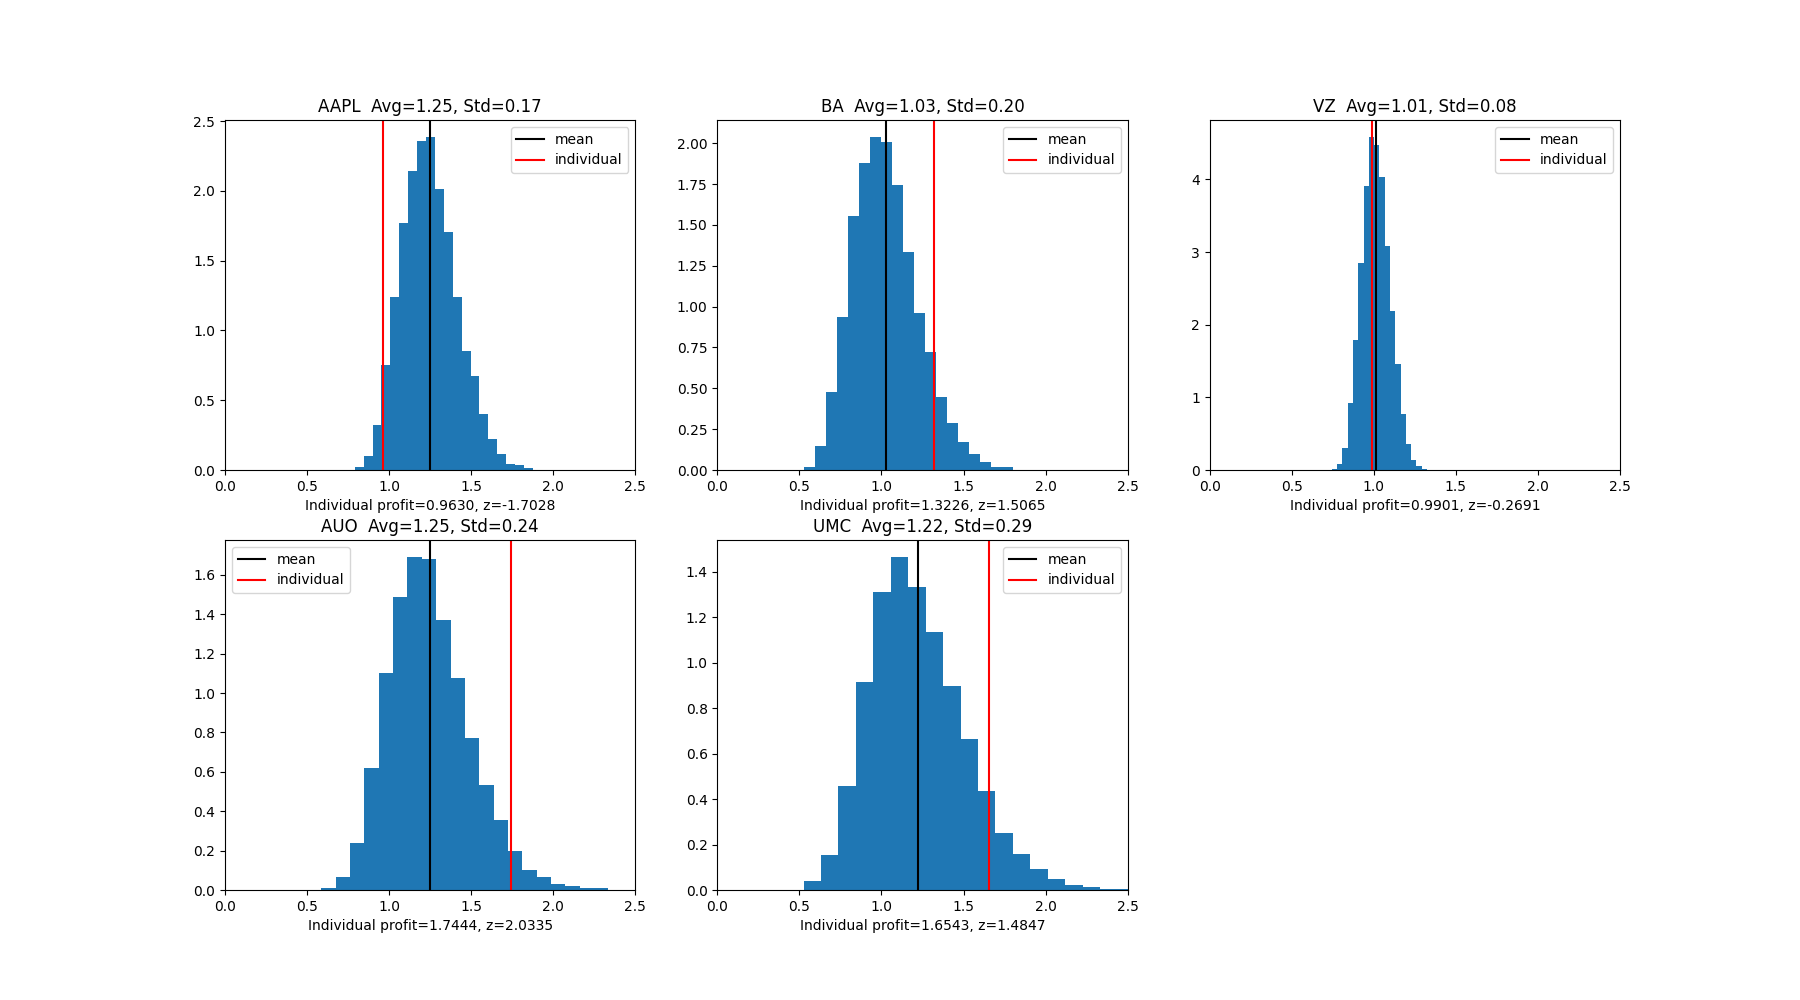 AAPL  Avg=1.25, Std=0.17
2.5
2.0
1.5
1.0
0.5
0.0
mean
individual
0.0 0.5 1.0 1.5 2.0 2.5
Individual profit=0.9630, z=-1.7028
BA  Avg=1.03, Std=0.20
2.00
1.75
1.50
1.25
1.00
0.75
0.50
0.25
0.00
mean
individual
0.0 0.5 1.0 1.5 2.0 2.5
Individual profit=1.3226, z=1.5065
VZ  Avg=1.01, Std=0.08
4
3
2
1
0
mean
individual
0.0 0.5 1.0 1.5 2.0 2.5
Individual profit=0.9901, z=-0.2691
AUO  Avg=1.25, Std=0.24
1.6
1.4
1.2
1.0
0.8
0.6
0.4
0.2
0.0
mean
individual
0.0 0.5 1.0 1.5 2.0 2.5
Individual profit=1.7444, z=2.0335
UMC  Avg=1.22, Std=0.29
1.4
1.2
1.0
0.8
0.6
0.4
0.2
0.0
mean
individual
0.0 0.5 1.0 1.5 2.0 2.5
Individual profit=1.6543, z=1.4847